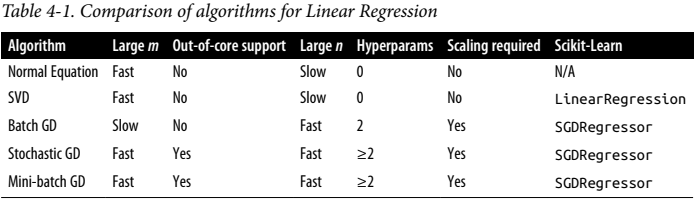 Table 4-1. Comparison of algorithms for Linear Regression
Algorithm Large m Out-of-core support Large n Hyperparams Scaling required Scikit-Learn
Normal Equation Fast No Slow 0 No N/A
SVD Fast No Slow 0 No LinearRegression
Batch GD Slow No Fast 2 Yes SGDRegressor
Stochastic GD Fast Yes Fast ≥2 Yes SGDRegressor
Mini-batch GD Fast Yes Fast ≥2 Yes SGDRegressor